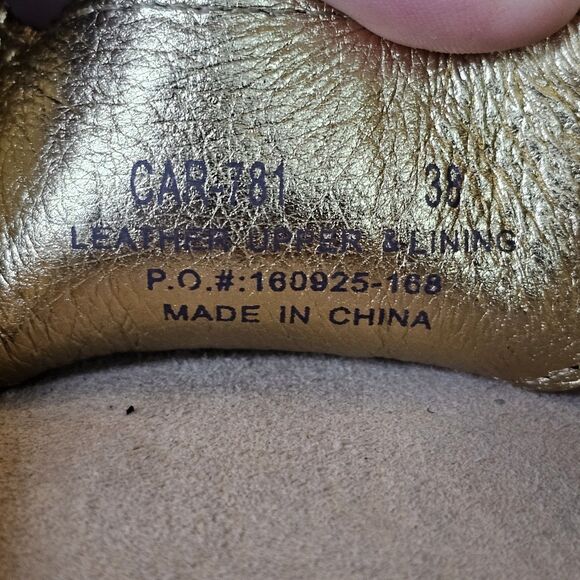 CAR-781 38
LEATHER UPPER & LINING
P.O.#:160925-168
MADE IN CHINA